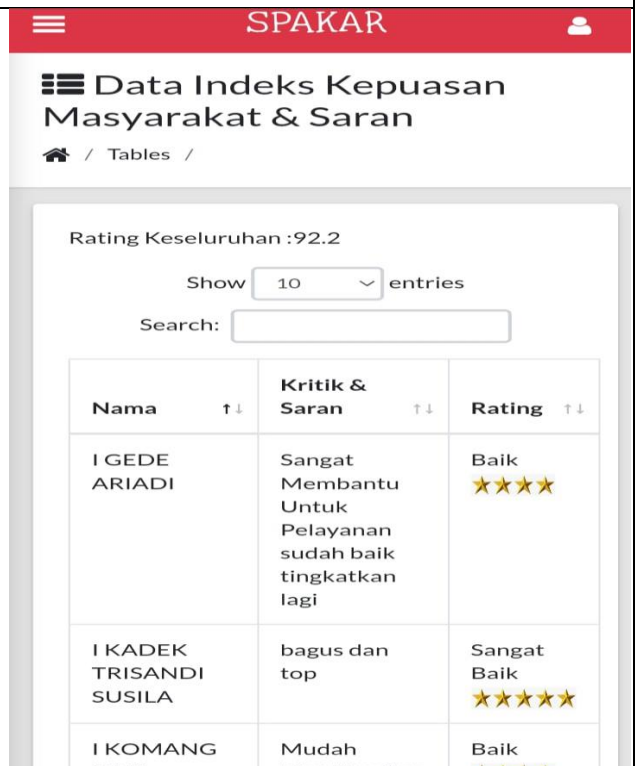 SPAKAR
Data Indeks Kepuasan
Masyarakat & Saran
/ Tables /
Rating Keseluruhan :92.2
Show 10 entries
Search:
Nama
Kritik &
Saran
Rating
I GEDE
ARIADI
Sangat
Membantu
Untuk
Pelayanan
sudah baik
tingkatkan
lagi
Baik
I KADEK
TRISANDI
SUSILA
bagus dan
top
Sangat
Baik
I KOMANG
Mudah
Baik